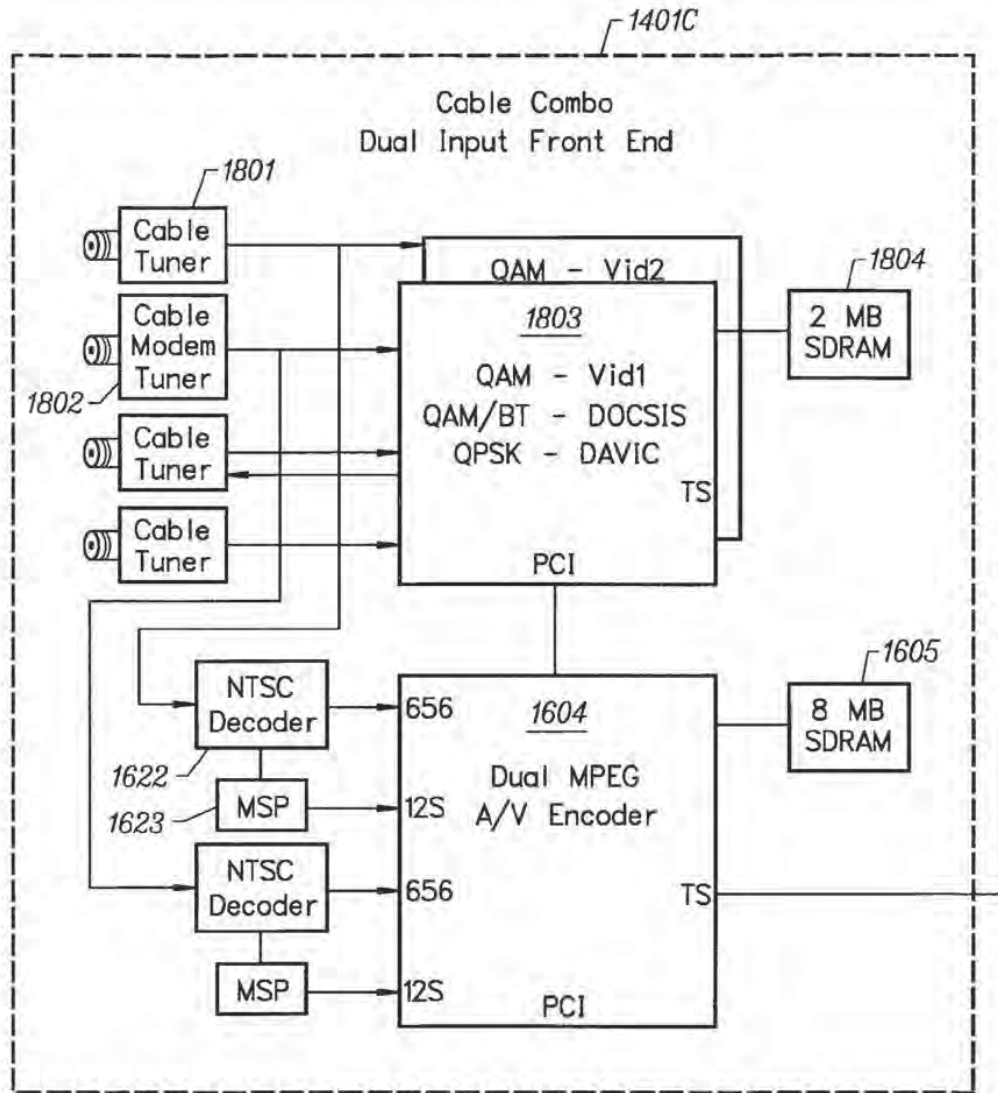 1401C
Cable Combo
Dual Input Front End
1801
Cable
Tuner
Cable
Modem
Tuner
1802
Cable
Tuner
Cable
Tuner
QAM - Vid2
1803
QAM - Vid1
QAM/BT - DOCSIS
QPSK - DAVIC
TS
PCI
1804
2 MB
SDRAM
NTSC
Decoder
1622
MSP
1623
NTSC
Decoder
MSP
656
12S
656
12S
1604
Dual MPEG
A/V Encoder
TS
PCI
1605
8 MB
SDRAM